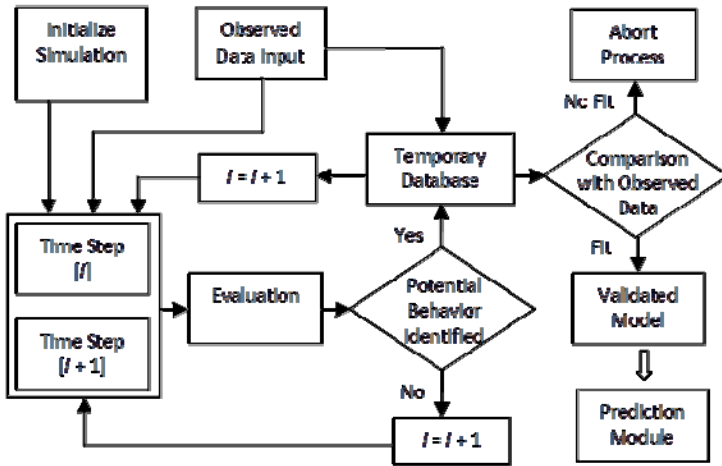 Initialize
Simulation
Observed
Data Input
Abort
Process
No Fit
i = i + 1
Temporary
Database
Comparison
with Observed
Data
Time Step
[i]
Yes
Fit
Evaluation
Potential
Behavior
Identified
Validated
Model
Time Step
[i + 1]
No
i = i + 1
Prediction
Module